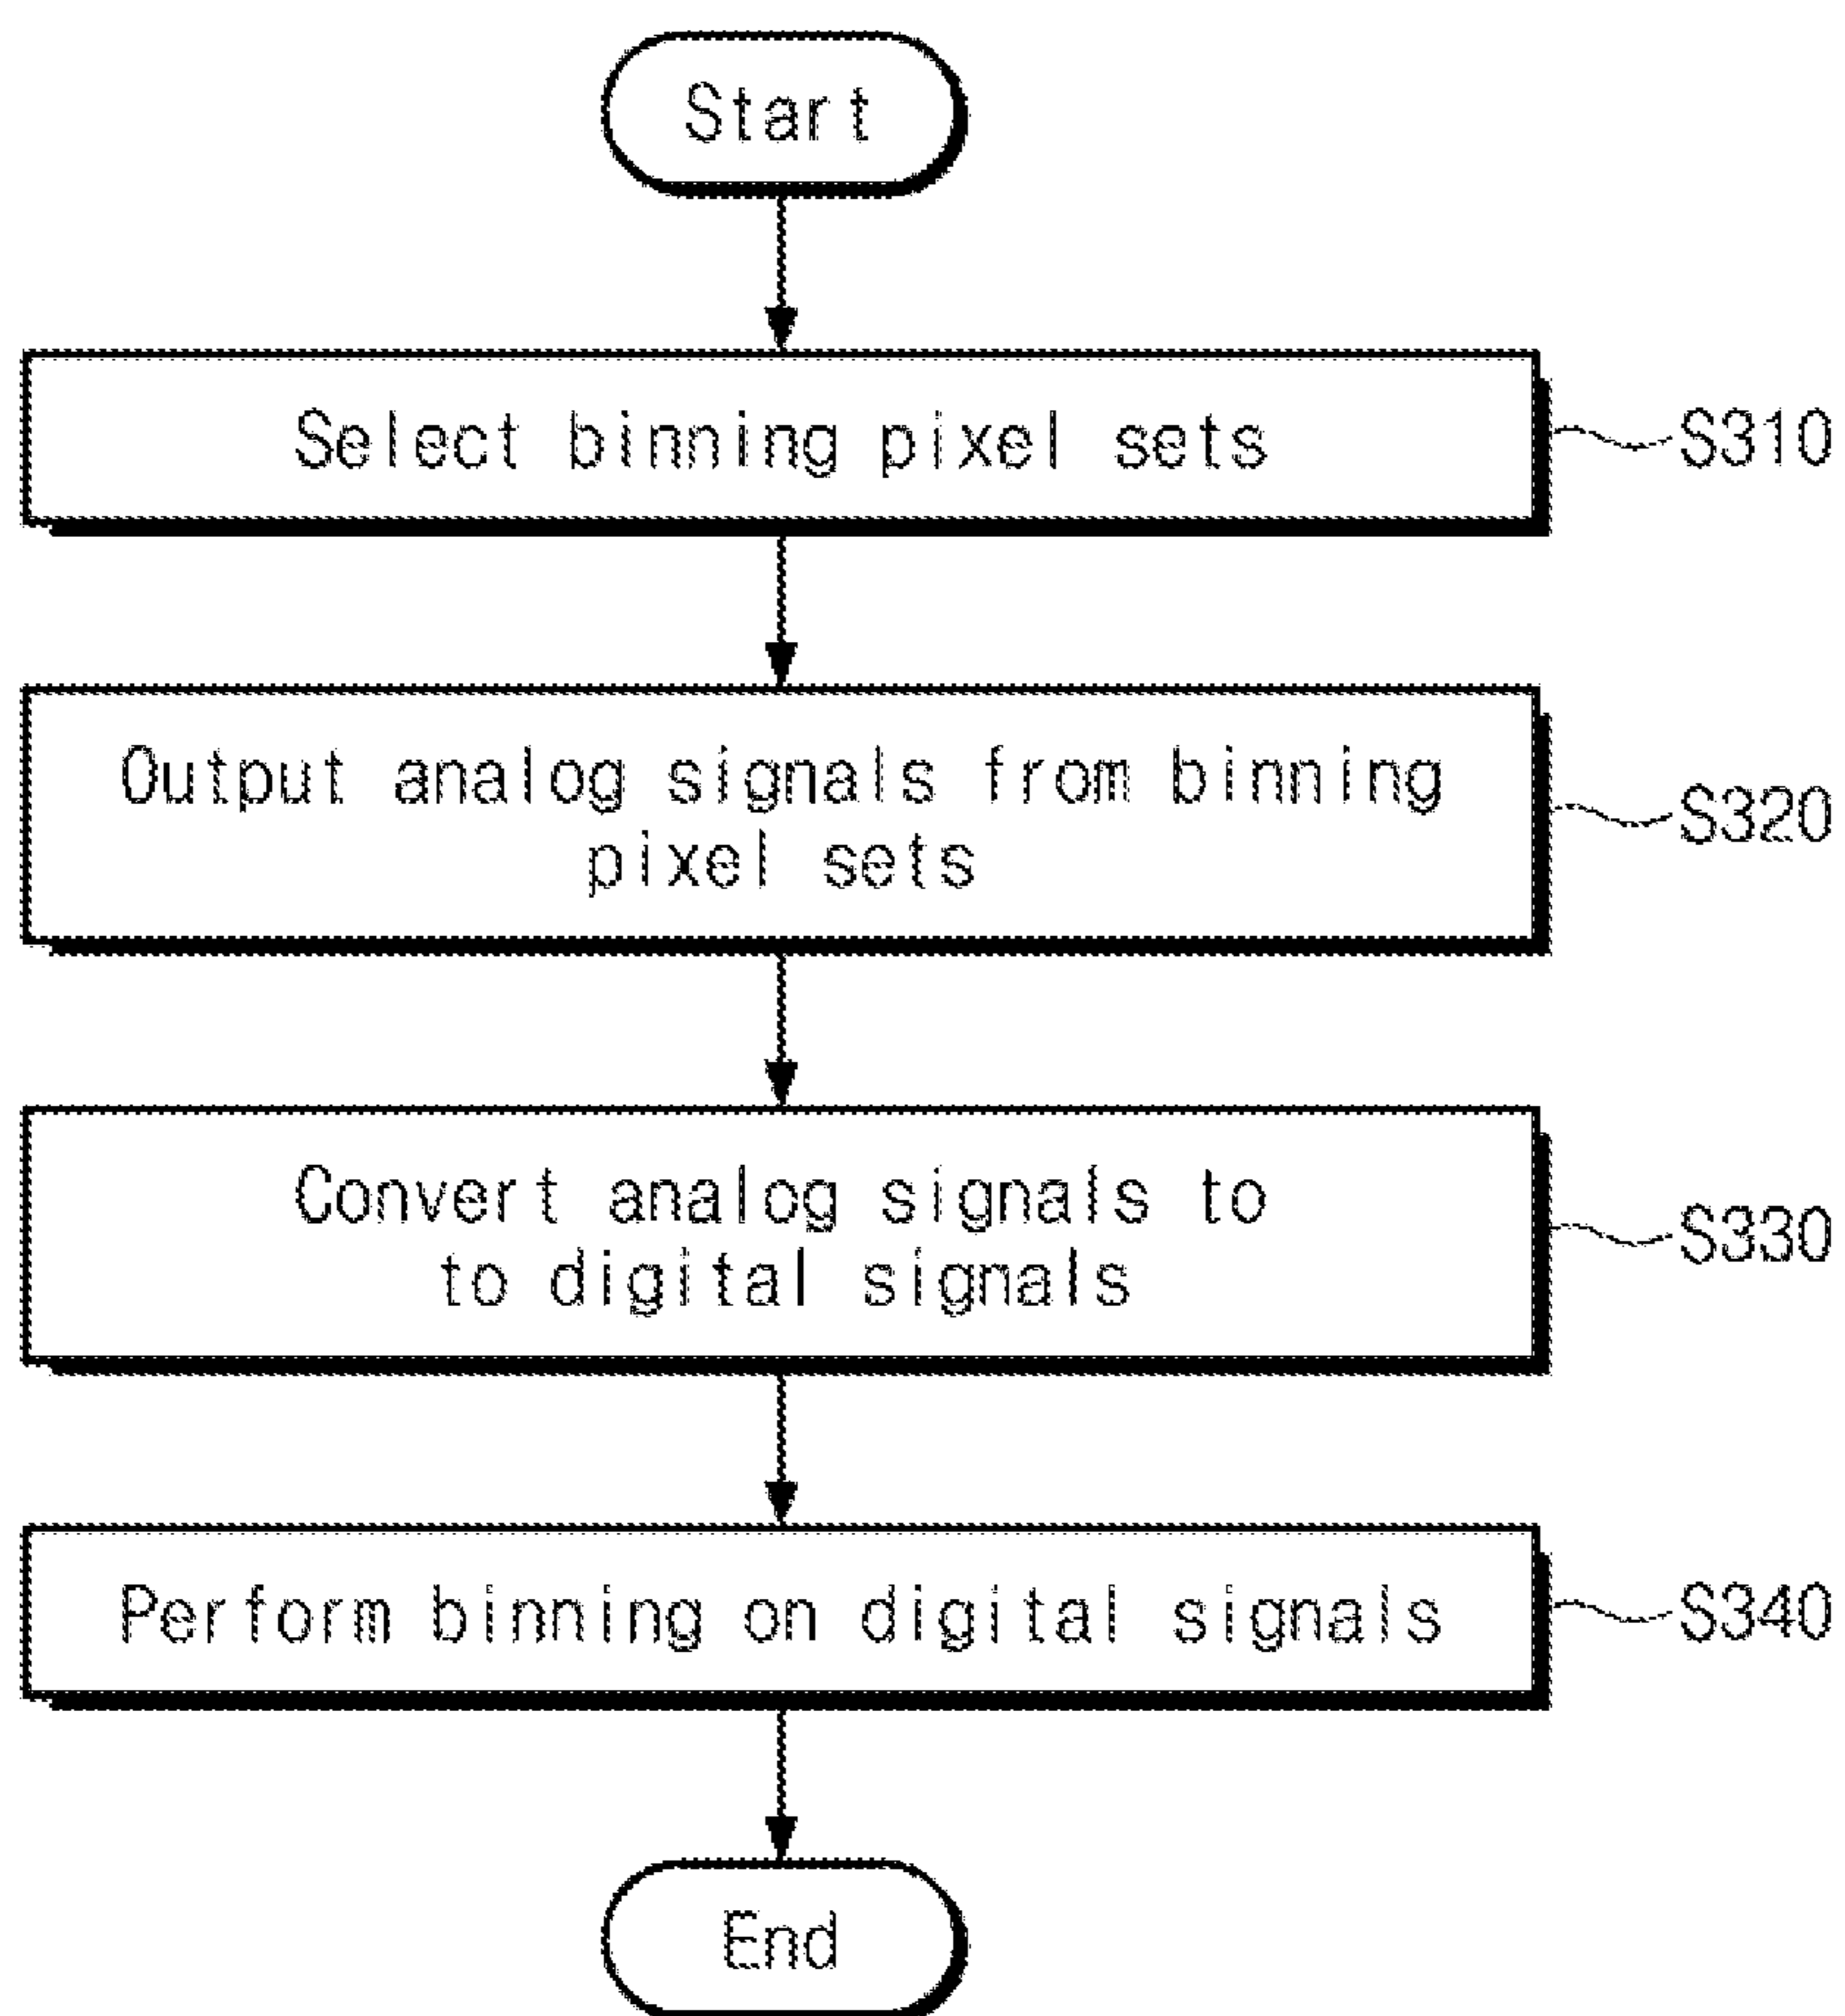 Start
Select binning pixel sets
S310
Output analog signals from binning
pixel sets
S320
Convert analog signals to
to digital signals
S330
Perform binning on digital signals
S340
End